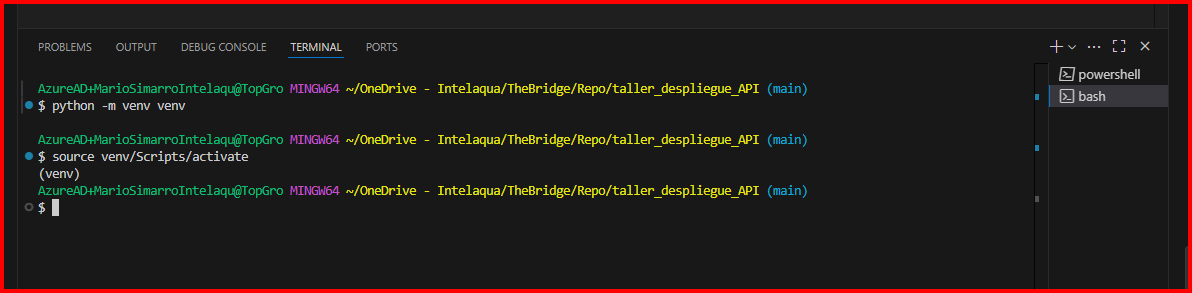 PROBLEMS OUTPUT DEBUG CONSOLE TERMINAL PORTS
powershell
bash
AzureAD+MarioSimarroIntelaqu@TopGro MINGW64 ~/OneDrive - Intelaqua/TheBridge/Repo/taller_despliegue_API (main)
$ python -m venv venv
AzureAD+MarioSimarroIntelaqu@TopGro MINGW64 ~/OneDrive - Intelaqua/TheBridge/Repo/taller_despliegue_API (main)
$ source venv/Scripts/activate
(venv)
AzureAD+MarioSimarroIntelaqu@TopGro MINGW64 ~/OneDrive - Intelaqua/TheBridge/Repo/taller_despliegue_API (main)
$